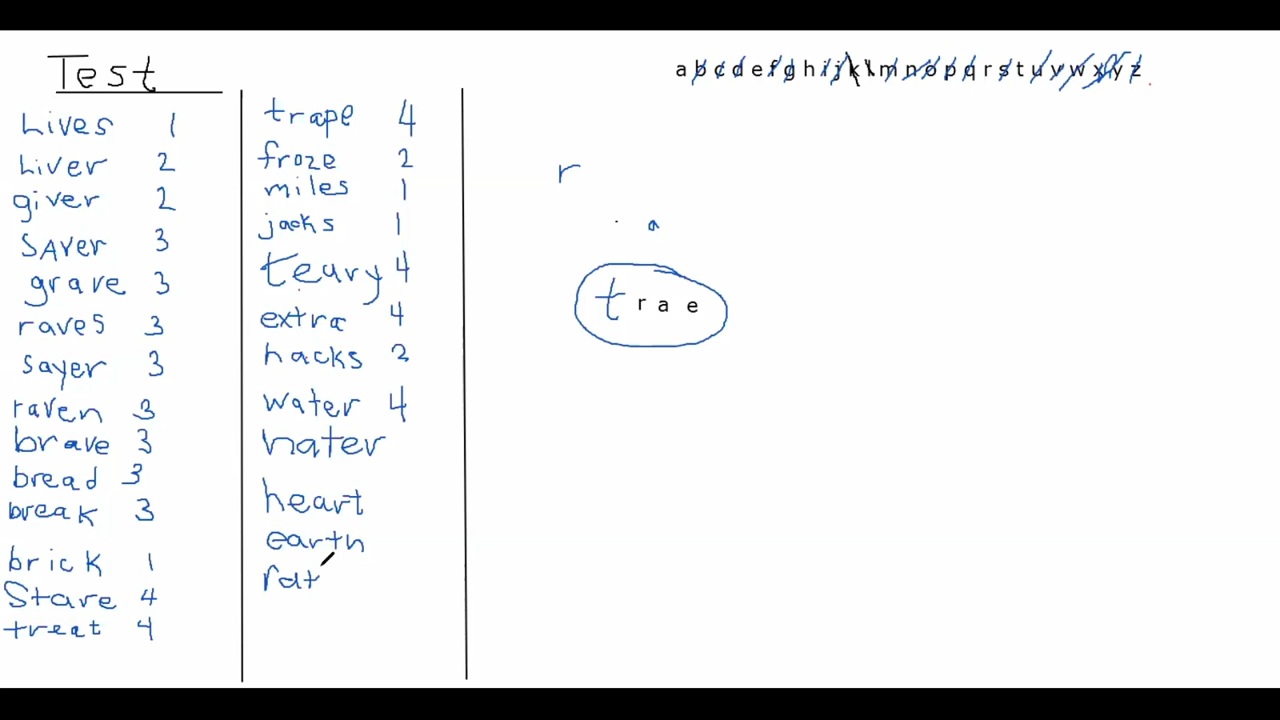 Test
a b c d e f g h i j k l m n o p q r s t u v w x y z
Lives 1
Liver 2
giver 2
SAVer 3
grave 3
raves 3
sayer 3
raven 3
brave 3
bread 3
break 3
brick 1
Stare 4
treat 4
trape 4
froze 2
miles 1
jacks 1
teary 4
extra 4
hacks 2
water 4
hater
heart
earth
rat
r
a
t r a e